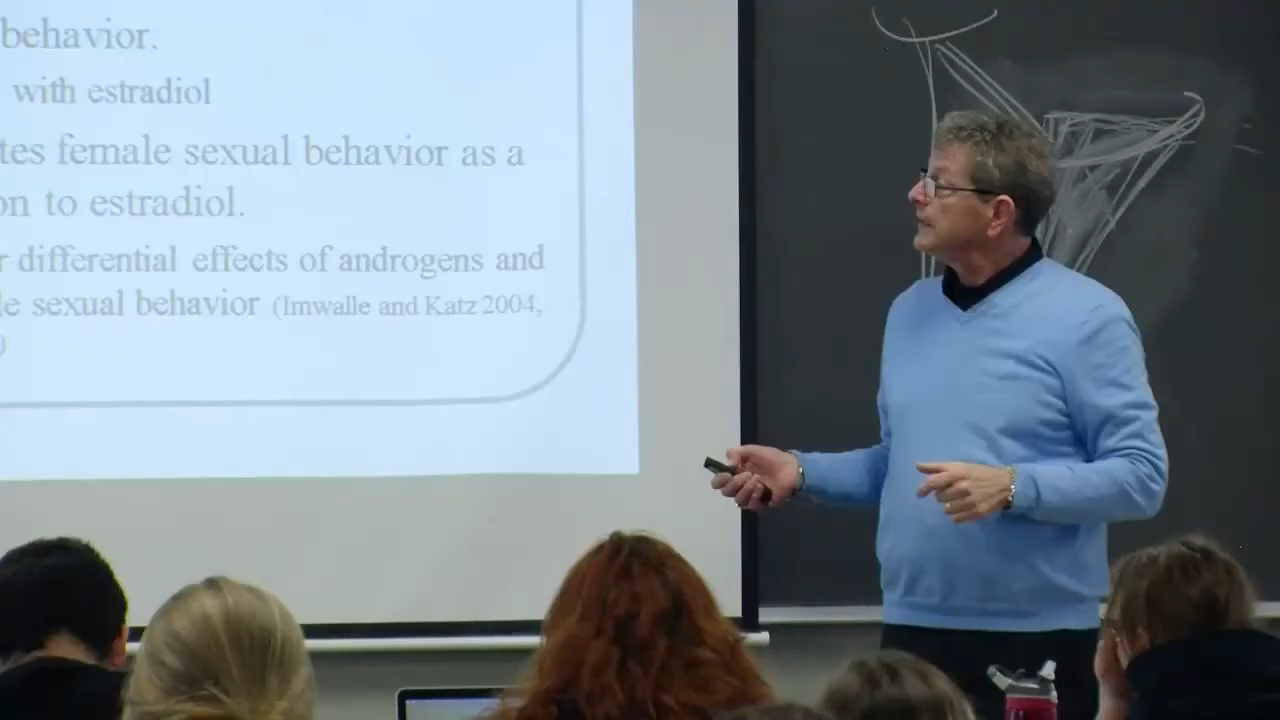 behavior.
with estradiol
tes female sexual behavior as a
on to estradiol.
r differential effects of androgens and
le sexual behavior (Imwalle and Katz 2004,
)